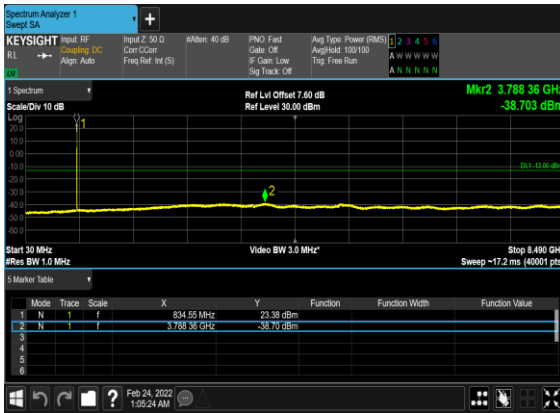 Spectrum Analyzer 1
Swept SA
+
KEYSIGHT Input: RF Input Z: 50 Ω #Atten: 40 dB PNO: Fast Avg Type: Power (RMS) 1 2 3 4 5 6
RL Coupling: DC Corr CCorr Gate: Off Avg|Hold: 100/100 A W W W W W
Align: Auto Freq Ref: Int (S) IF Gain: Low Trig: Free Run
LXI Sig Track: Off A N N N N N
1 Spectrum Ref Lvl Offset 7.60 dB Mkr2 3.788 36 GHz
Scale/Div 10 dB Ref Level 30.00 dBm -38.703 dBm
Log
20.0
10.0
0.00
-10.0
-20.0
-30.0
-40.0
-50.0
-60.0
1
DL1 -13.00 dBm
2
Start 30 MHz Video BW 3.0 MHz* Stop 8.490 GHz
#Res BW 1.0 MHz Sweep ~17.2 ms (40001 pts)
5 Marker Table
Mode Trace Scale X Y Function Function Width Function Value
1 N 1 f 834.55 MHz 23.38 dBm
2 N 1 f 3.788 36 GHz -38.70 dBm
3
4
5
6
? Feb 24, 2022
1:05:24 AM